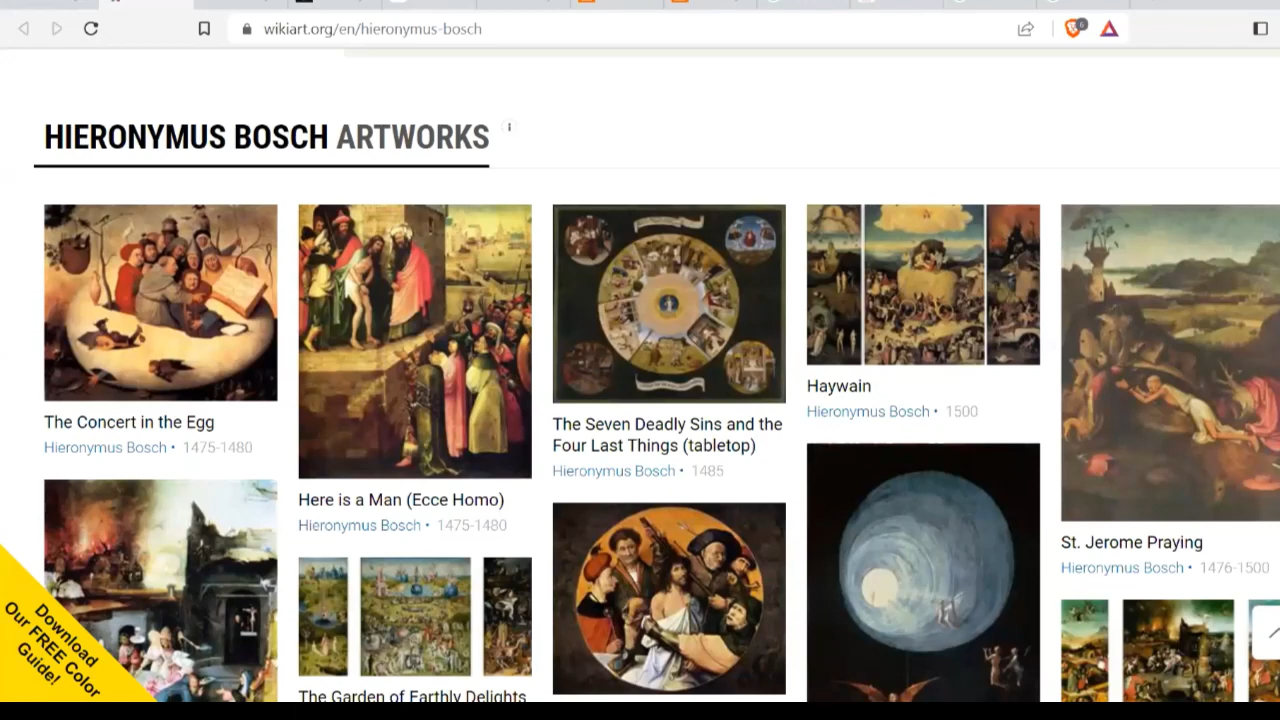 wikiart.org/en/hieronymus-bosch
6
HIERONYMUS BOSCH ARTWORKS
The Concert in the Egg
Hieronymus Bosch • 1475-1480
Here is a Man (Ecce Homo)
Hieronymus Bosch • 1475-1480
The Garden of Earthly Delights
The Seven Deadly Sins and the
Four Last Things (tabletop)
Hieronymus Bosch • 1485
Haywain
Hieronymus Bosch • 1500
St. Jerome Praying
Hieronymus Bosch • 1476-1500
Download
Our FREE Color
Guide!